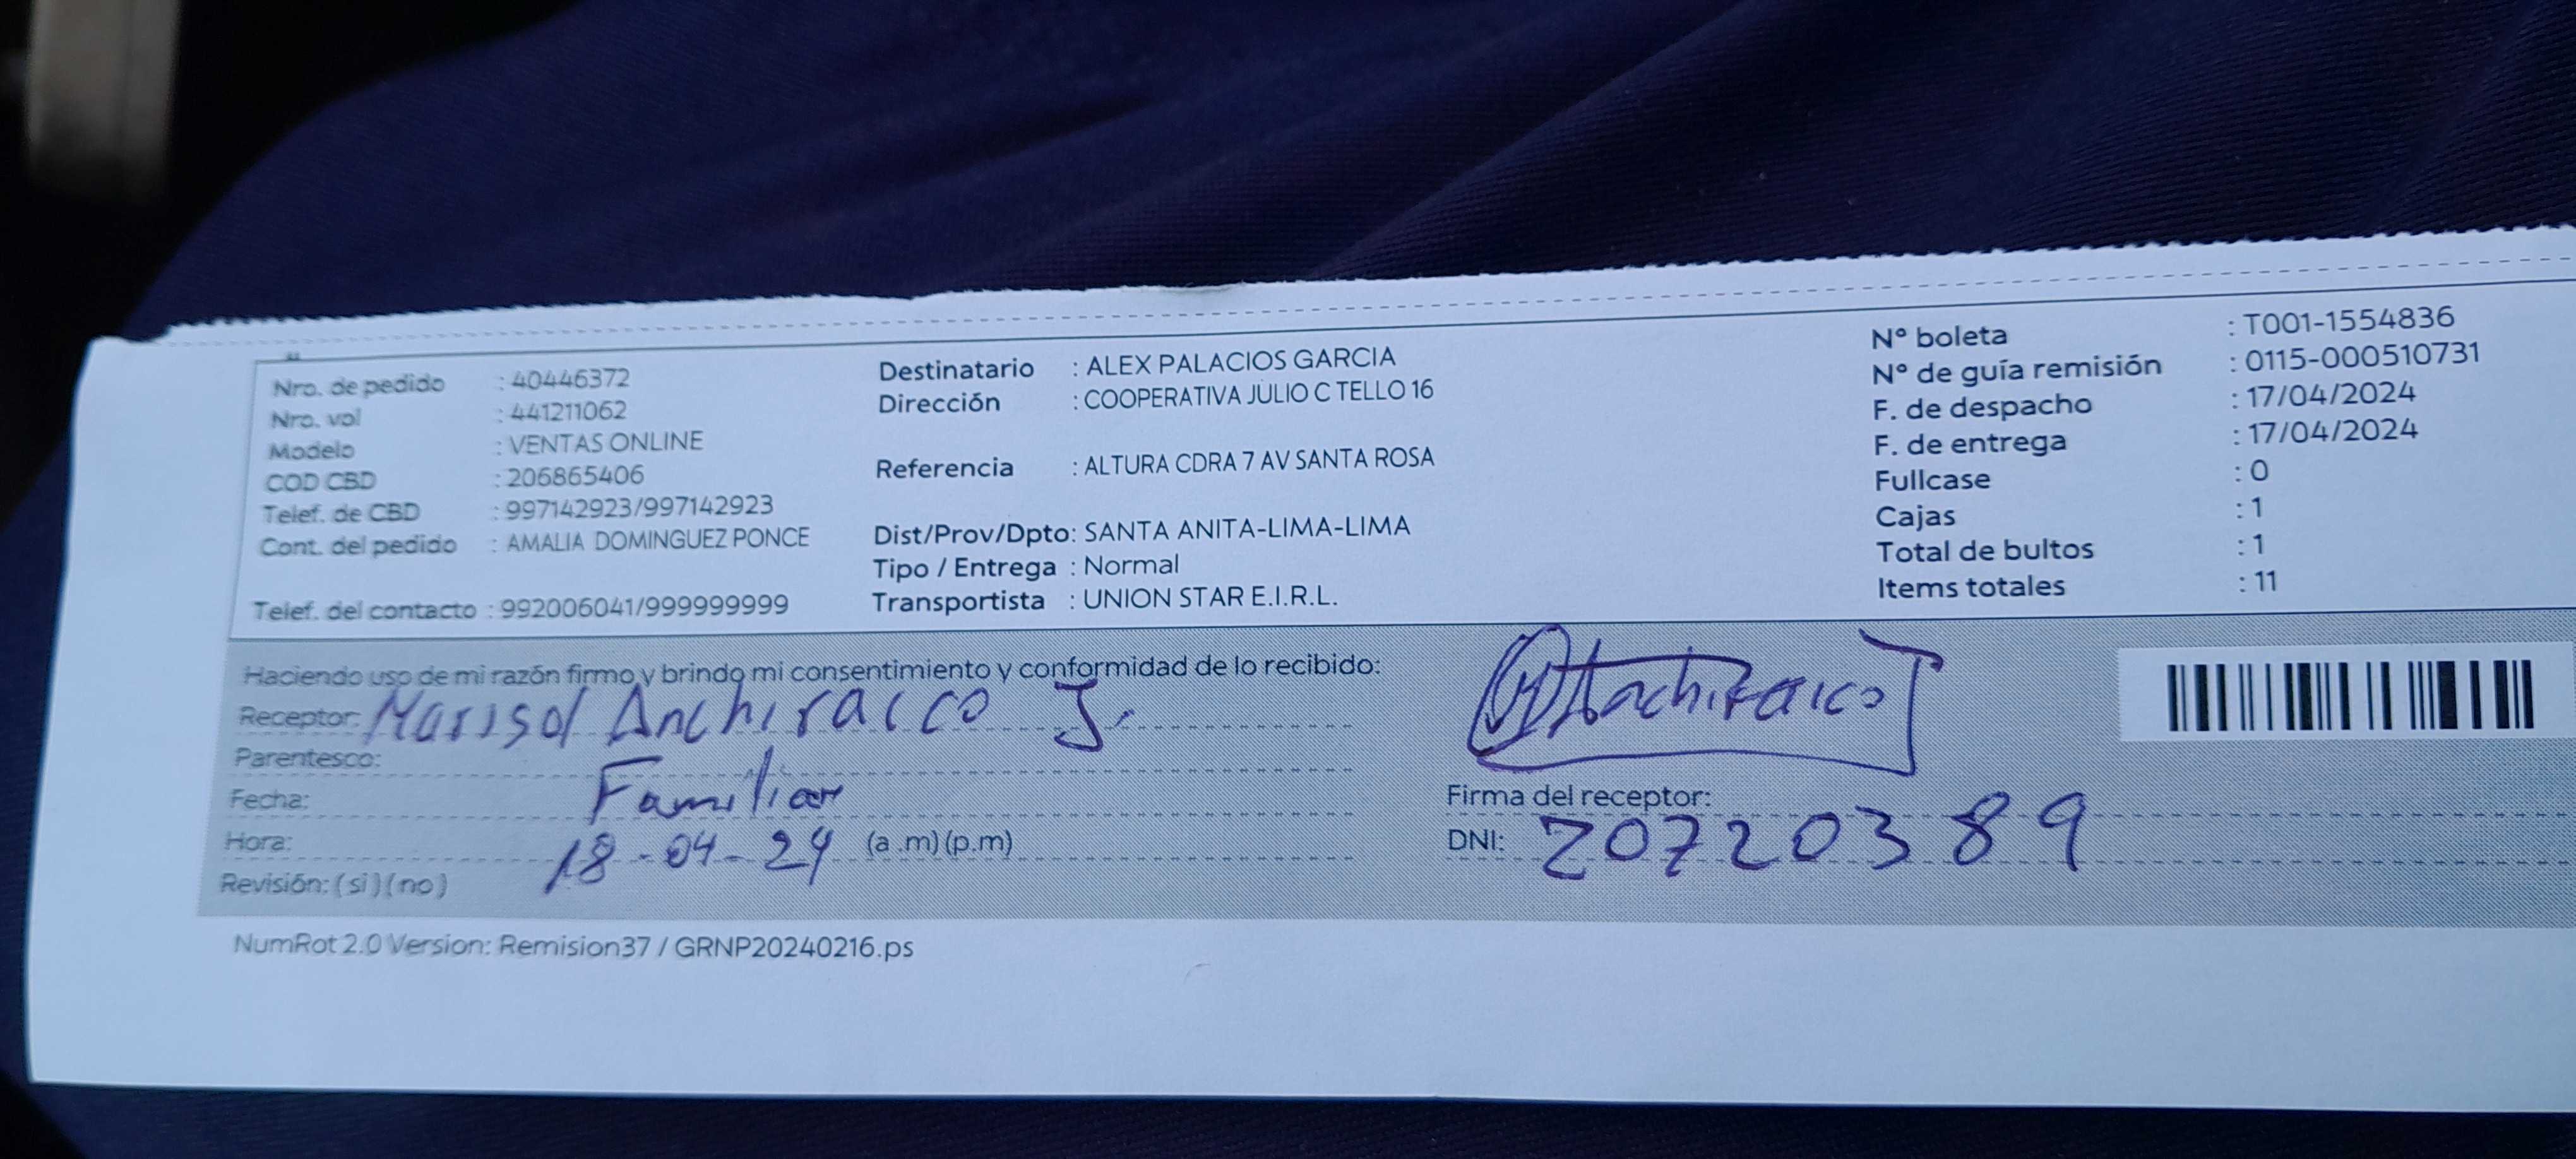 Nro. de pedido : 40446372
Nro. vol : 441211062
Modelo : VENTAS ONLINE
COD CBD : 206865406
Telef. de CBD : 997142923/997142923
Cont. del pedido : AMALIA DOMINGUEZ PONCE
Telef. del contacto : 992006041/999999999
Destinatario : ALEX PALACIOS GARCIA
Dirección : COOPERATIVA JULIO C TELLO 16
Referencia : ALTURA CDRA 7 AV SANTA ROSA
Dist/Prov/Dpto: SANTA ANITA-LIMA-LIMA
Tipo / Entrega : Normal
Transportista : UNION STAR E.I.R.L.
N° boleta : T001-1554836
N° de guía remisión : 0115-000510731
F. de despacho : 17/04/2024
F. de entrega : 17/04/2024
Fullcase : 0
Cajas : 1
Total de bultos : 1
Items totales : 11
Haciendo uso de mi razón firmo y brindo mi consentimiento y conformidad de lo recibido:
Receptor: Marisol Anchiraico J.
Parentesco:
Fecha: Familiar
Hora: 18-04-24 (a.m)(p.m)
Revisión: (si)(no)
Firma del receptor:
DNI: 20720389
NumRot 2.0 Version: Remision37 / GRNP20240216.ps